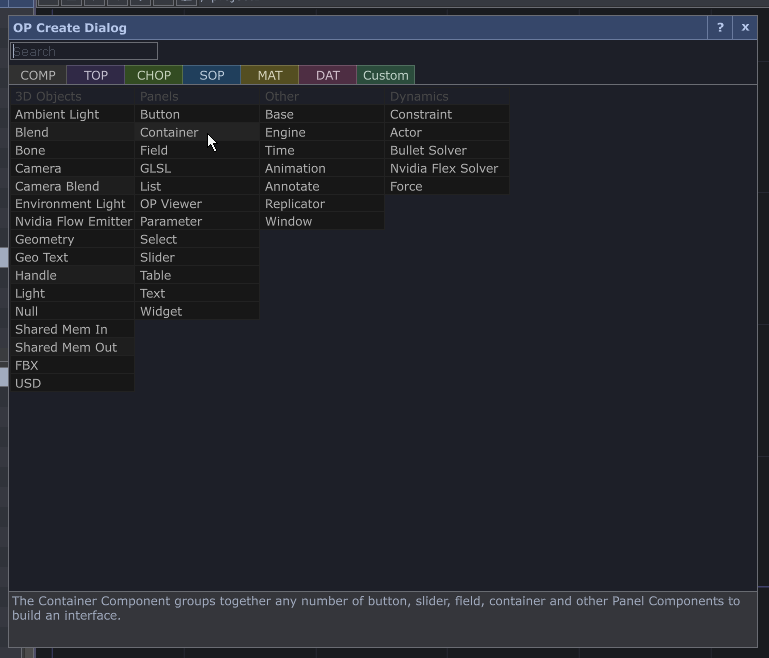 OP Create Dialog ? x
Search
COMP TOP CHOP SOP MAT DAT Custom
3D Objects Panels Other Dynamics
Ambient Light Button Base Constraint
Blend Container Engine Actor
Bone Field Time Bullet Solver
Camera GLSL Animation Nvidia Flex Solver
Camera Blend List Annotate Force
Environment Light OP Viewer Replicator
Nvidia Flow Emitter Parameter Window
Geometry Select
Geo Text Slider
Handle Table
Light Text
Null Widget
Shared Mem In
Shared Mem Out
FBX
USD
The Container Component groups together any number of button, slider, field, container and other Panel Components to
build an interface.